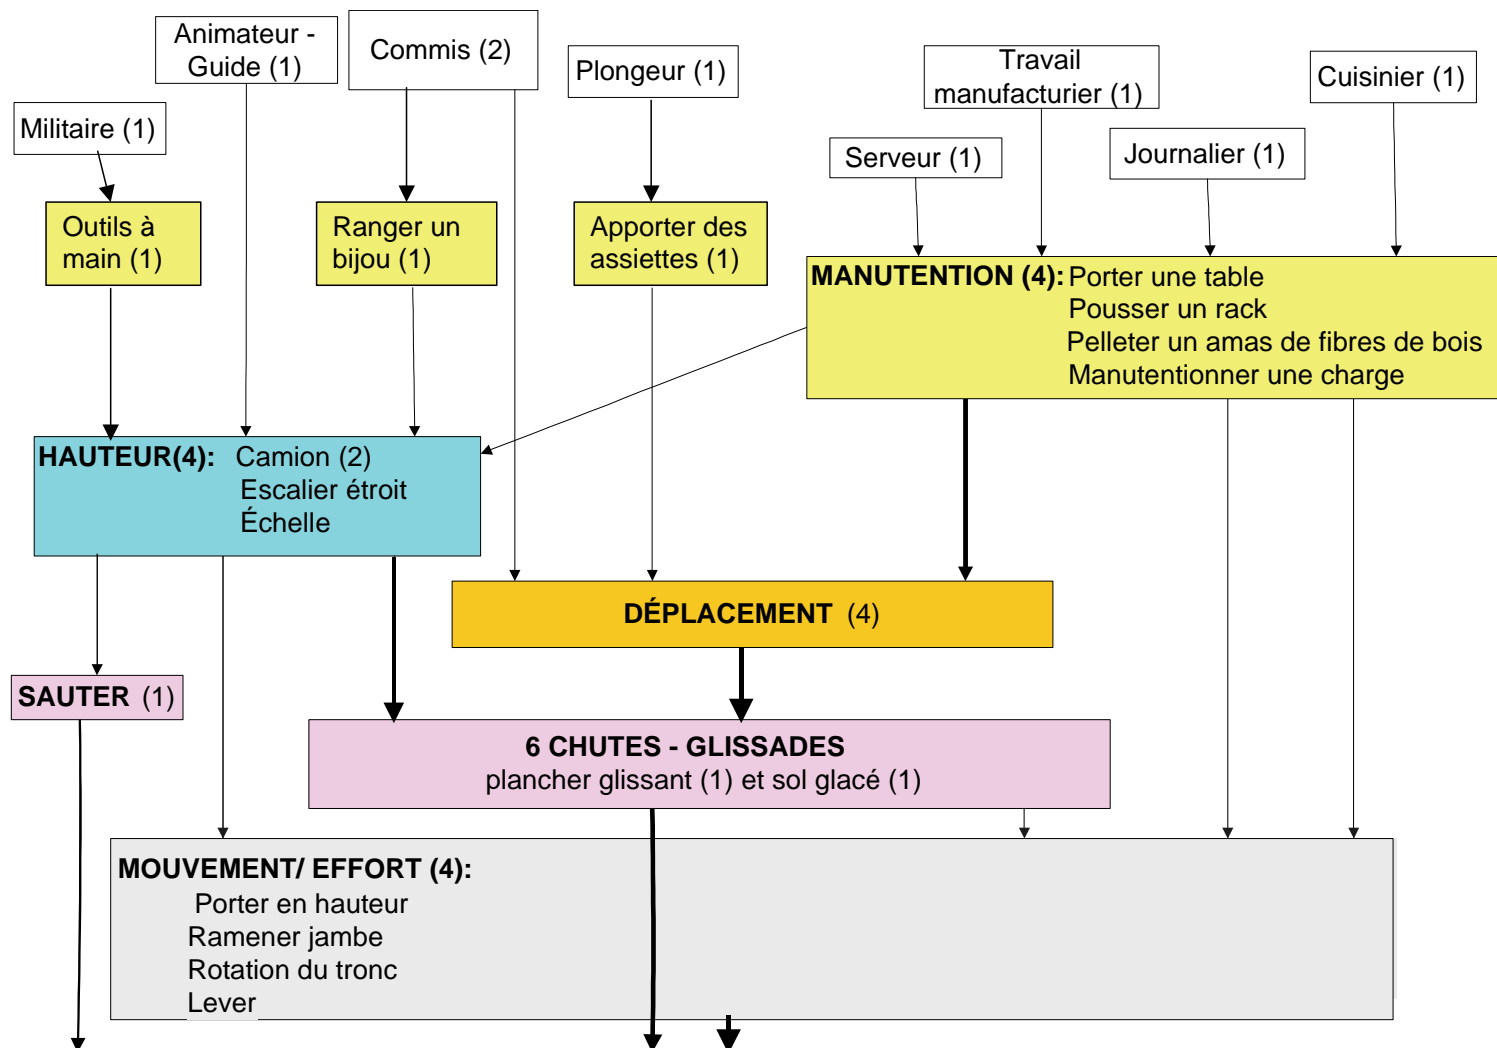 Animateur -
Guide (1)
Commis (2)
Plongeur (1)
Travail
manufacturier (1)
Cuisinier (1)
Militaire (1)
Serveur (1)
Journalier (1)
Outils à
main (1)
Ranger un
bijou (1)
Apporter des
assiettes (1)
MANUTENTION (4): Porter une table
Pousser un rack
Pelleter un amas de fibres de bois
Manutentionner une charge
HAUTEUR(4): Camion (2)
Escalier étroit
Échelle
DÉPLACEMENT (4)
SAUTER (1)
6 CHUTES - GLISSADES
plancher glissant (1) et sol glacé (1)
MOUVEMENT/ EFFORT (4):
Porter en hauteur
Ramener jambe
Rotation du tronc
Lever